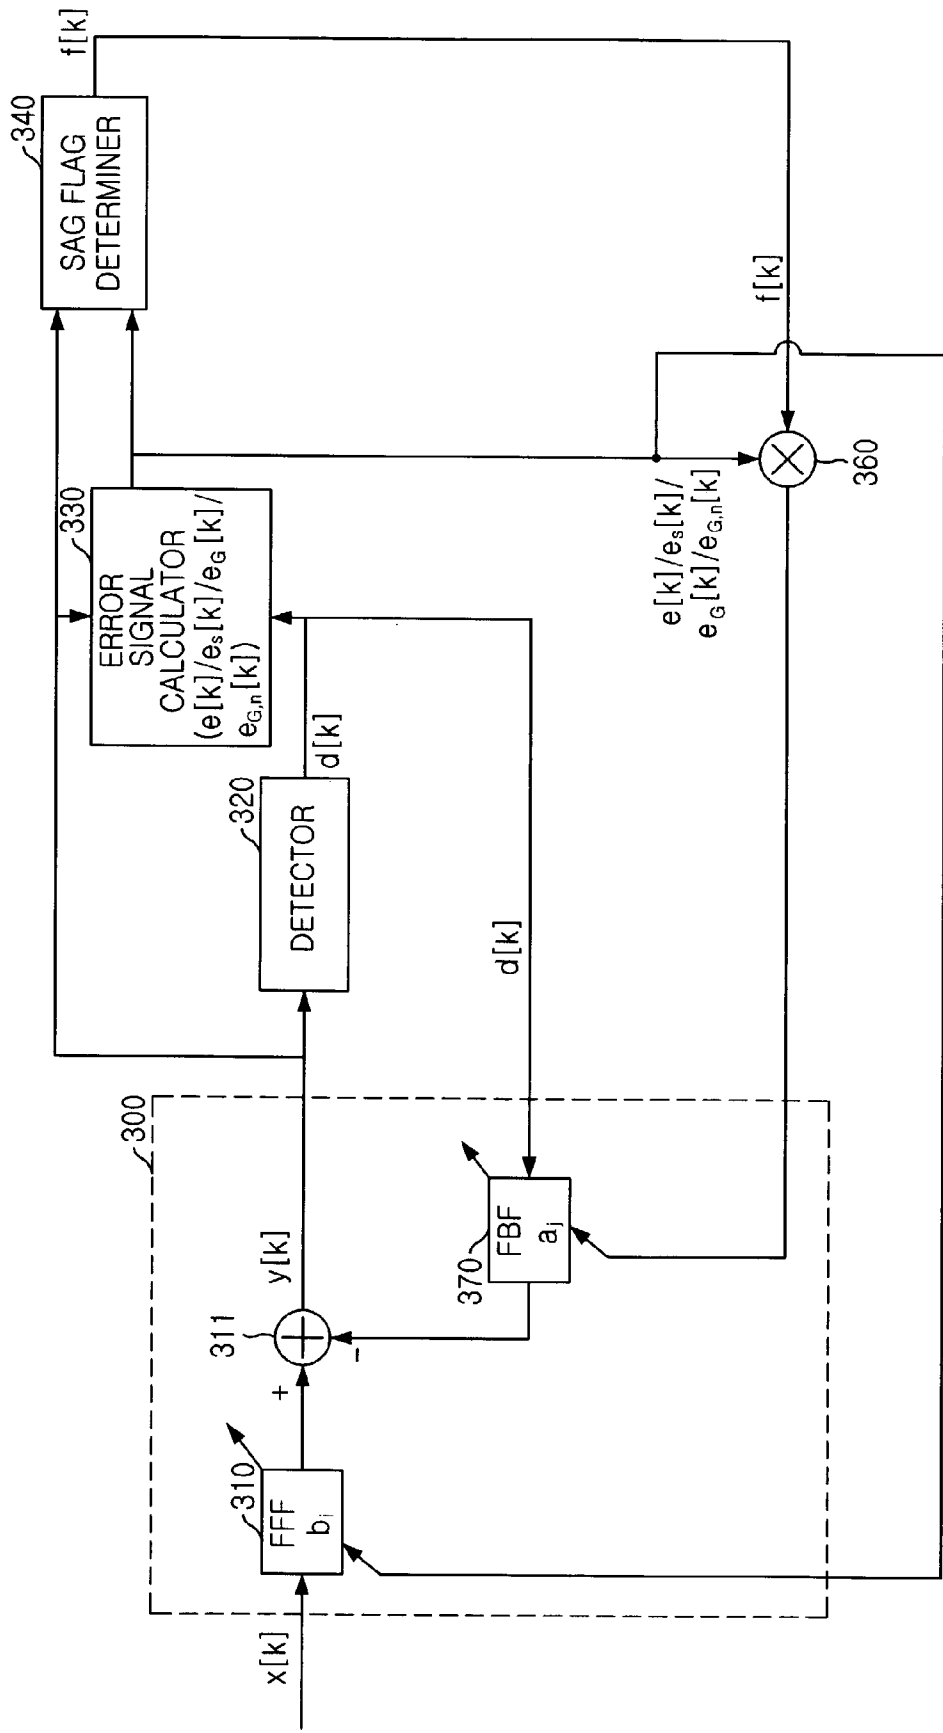 x[k]
300
310
FFF
b_i
+
311
-
y[k]
370
FBF
a_j
320
DETECTOR
d[k]
d[k]
330
ERROR
SIGNAL
CALCULATOR
(e[k]/e_s[k]/e_G[k]/
e_G,n[k])
340
SAG FLAG
DETERMINER
f[k]
f[k]
e[k]/e_s[k]/
e_G[k]/e_G,n[k]
360